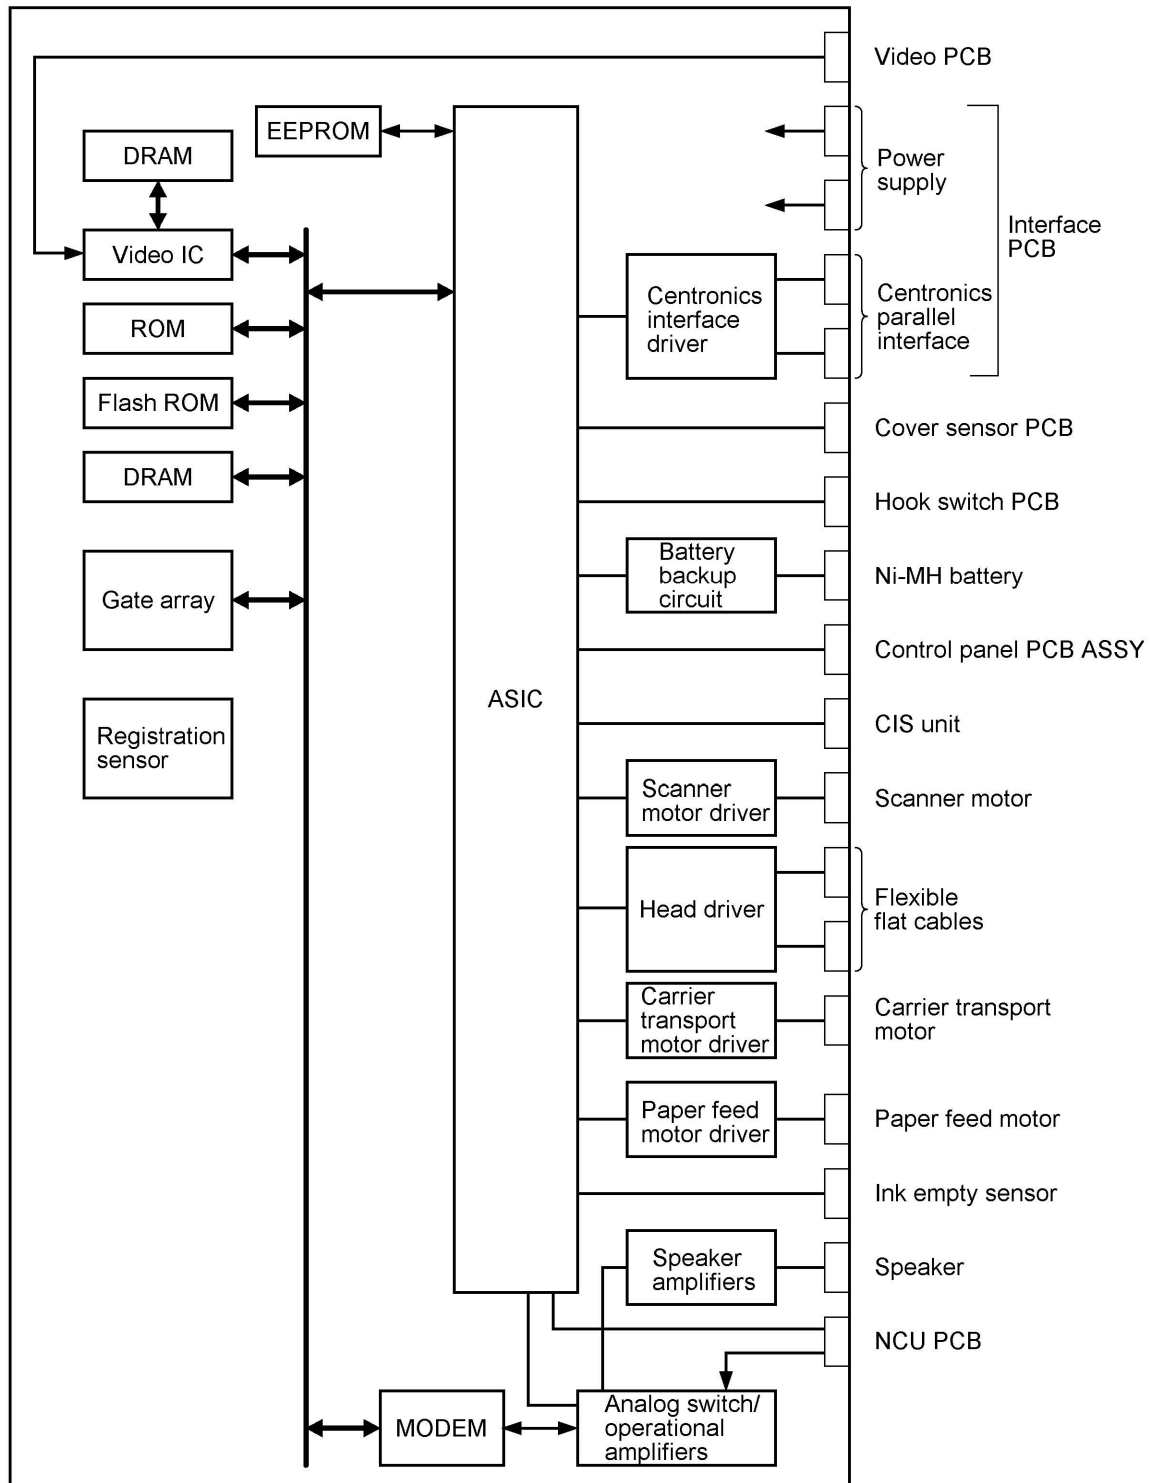 Video PCB
EEPROM
DRAM
Power
supply
Interface
PCB
Video IC
Centronics
interface
driver
Centronics
parallel
interface
ROM
Flash ROM
Cover sensor PCB
DRAM
Hook switch PCB
Battery
backup
circuit
Ni-MH battery
Gate array
Control panel PCB ASSY
ASIC
CIS unit
Registration
sensor
Scanner
motor driver
Scanner motor
Head driver
Flexible
flat cables
Carrier
transport
motor driver
Carrier transport
motor
Paper feed
motor driver
Paper feed motor
Ink empty sensor
Speaker
amplifiers
Speaker
NCU PCB
MODEM
Analog switch/
operational
amplifiers